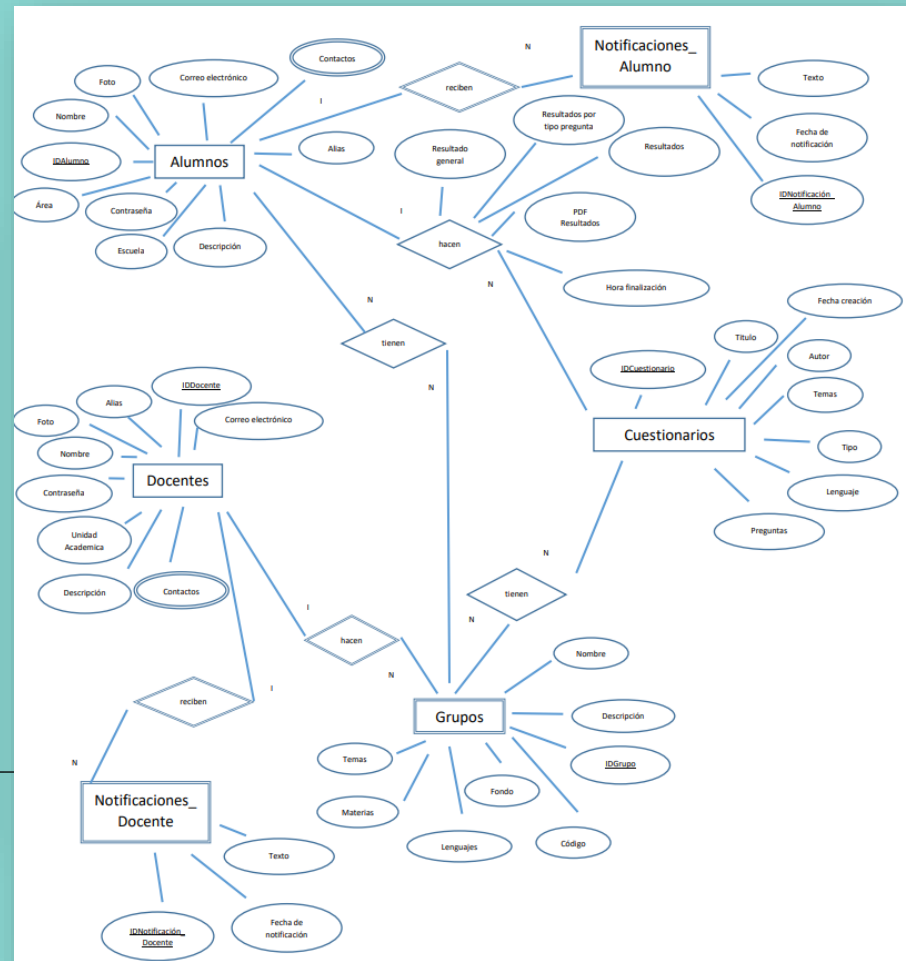 N
Notificaciones_
Alumno
Contactos
Correo electrónico
Foto
Texto
reciben
I
Nombre
Resultados por
tipo pregunta
Fecha de
notificación
Alias
Resultado
general
Resultados
IDAlumno
Alumnos
IDNotificación_
Alumno
Área
Contraseña
I
PDF
Resultados
Escuela
Descripción
hacen
N
Hora finalización
N
Fecha creación
tienen
Título
Autor
IDCuestionario
N
IDDocente
Temas
Alias
Correo electrónico
Foto
Cuestionarios
Nombre
Tipo
Docentes
Contraseña
Lenguaje
Preguntas
Unidad
Academica
N
Descripción
Contactos
tienen
I
N
hacen
Nombre
N
I
reciben
Grupos
Descripción
Temas
IDGrupo
N
Fondo
Notificaciones_
Docente
Materias
Código
Lenguajes
Texto
IDNotificación_
Docente
Fecha de
notificación